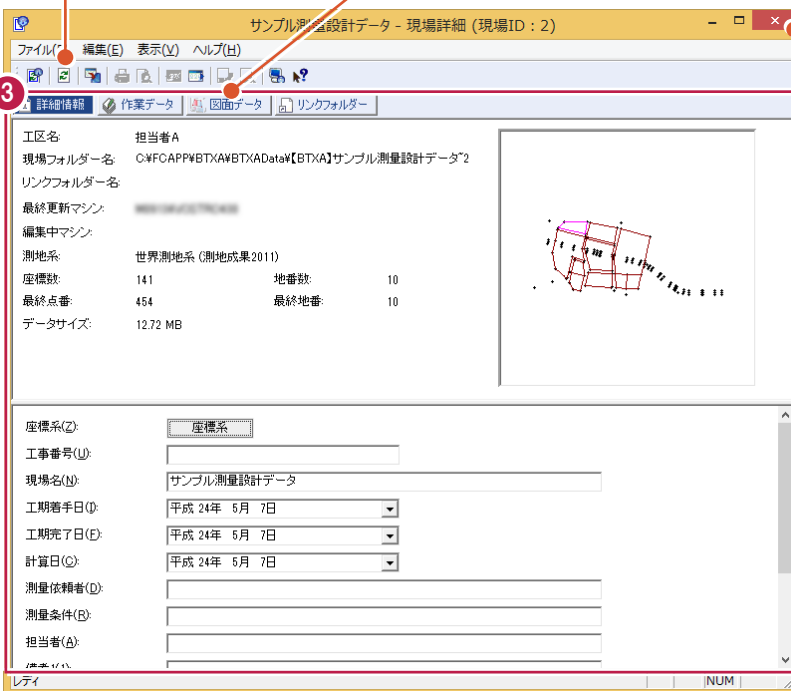 サンプル測量設計データ - 現場詳細 (現場ID : 2)
編集(E) 表示(V) ヘルプ(H)
3
詳細情報 作業データ 図面データ リンクフォルダー
工区名: 担当者A
現場フォルダー名: C:¥FCAPP¥BTXA¥BTXAData¥【BTXA】サンプル測量設計データ~2
リンクフォルダー名:
最終更新マシン:
編集中マシン:
測地系: 世界測地系 (測地成果2011)
座標数: 141 地番数: 10
最終点番: 454 最終地番: 10
データサイズ: 12.72 MB
座標系(Z): 座標系
工事番号(U):
現場名(N): サンプル測量設計データ
工期着手日(I): 平成 24年 5月 7日
工期完了日(F): 平成 24年 5月 7日
計算日(C): 平成 24年 5月 7日
測量依頼者(D):
測量条件(R):
担当者(A):
レディ NUM